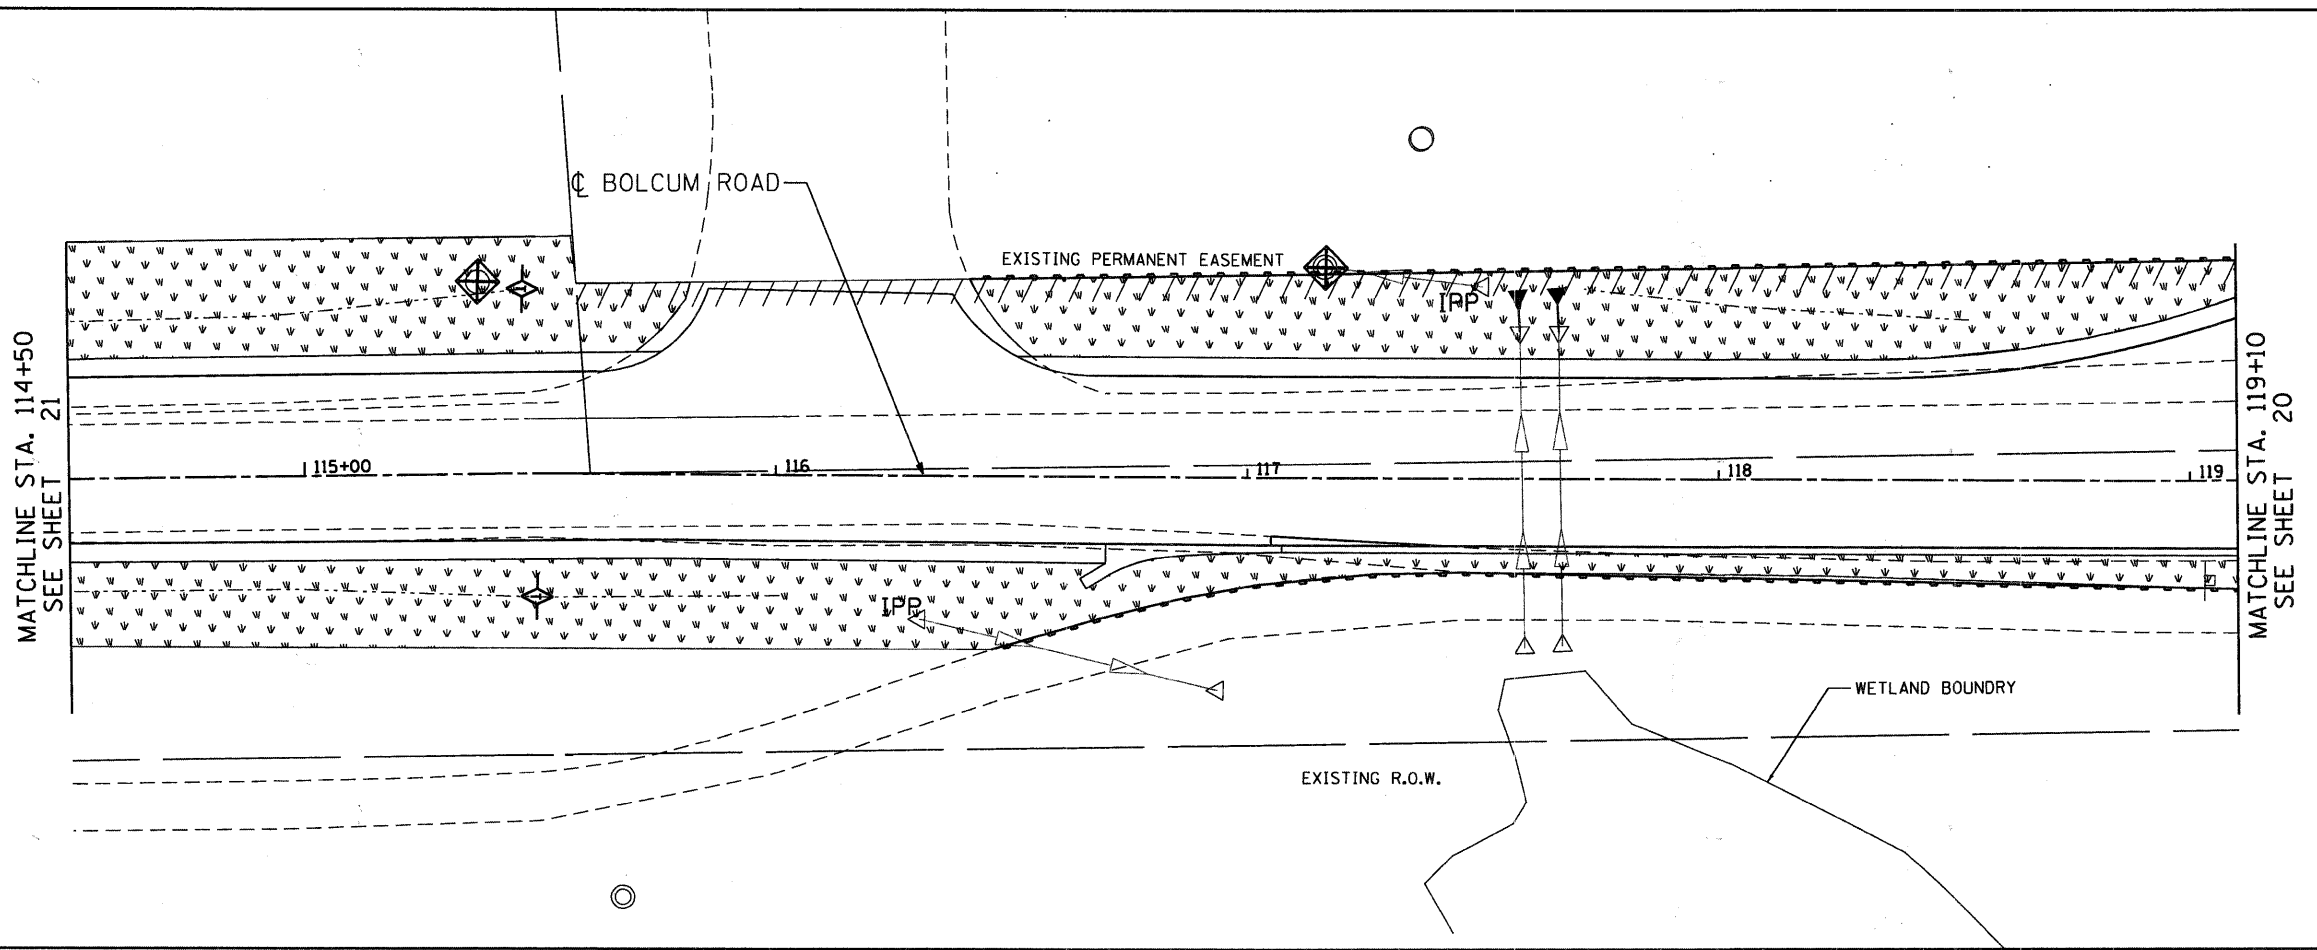 MATCHLINE STA. 114+50
SEE SHEET 21
℄ BOLCUM ROAD
EXISTING PERMANENT EASEMENT
IPP
115+00
116
117
118
119
IPP
WETLAND BOUNDRY
EXISTING R.O.W.
MATCHLINE STA. 119+10
SEE SHEET 20